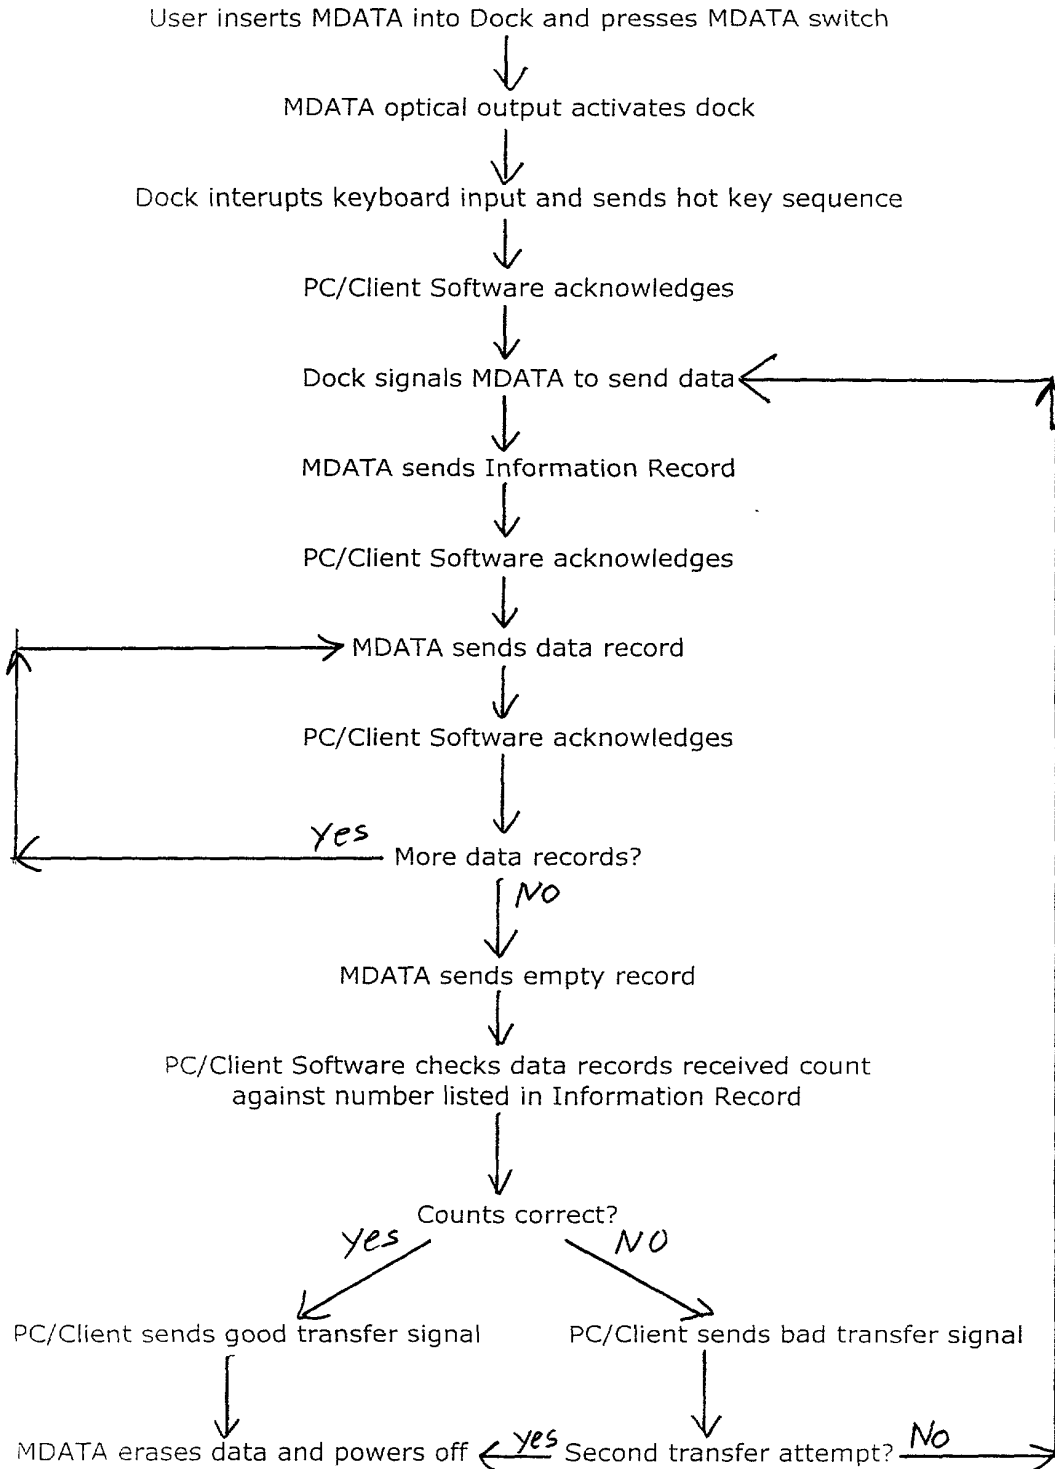 User inserts MDATA into Dock and presses MDATA switch
MDATA optical output activates dock
Dock interupts keyboard input and sends hot key sequence
PC/Client Software acknowledges
Dock signals MDATA to send data
MDATA sends Information Record
PC/Client Software acknowledges
MDATA sends data record
PC/Client Software acknowledges
Yes
More data records?
NO
MDATA sends empty record
PC/Client Software checks data records received count
against number listed in Information Record
Counts correct?
Yes
NO
PC/Client sends good transfer signal
PC/Client sends bad transfer signal
MDATA erases data and powers off
yes
Second transfer attempt?
No